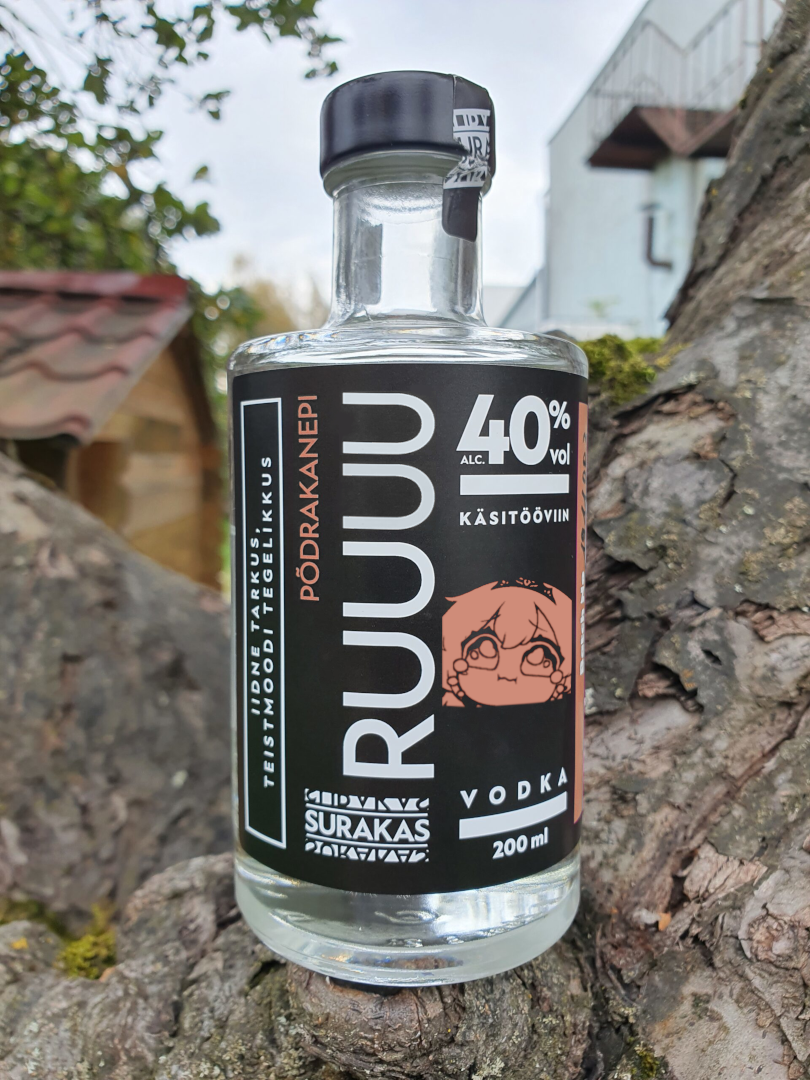 IIDNE TARKUS,
TEISTMOODI TEGELIKKUS
PÕDRAKANEPI
RUUUU
40%
ALC. vol
KÄSITÖÖVIIN
SURAKAS
VODKA
200 ml